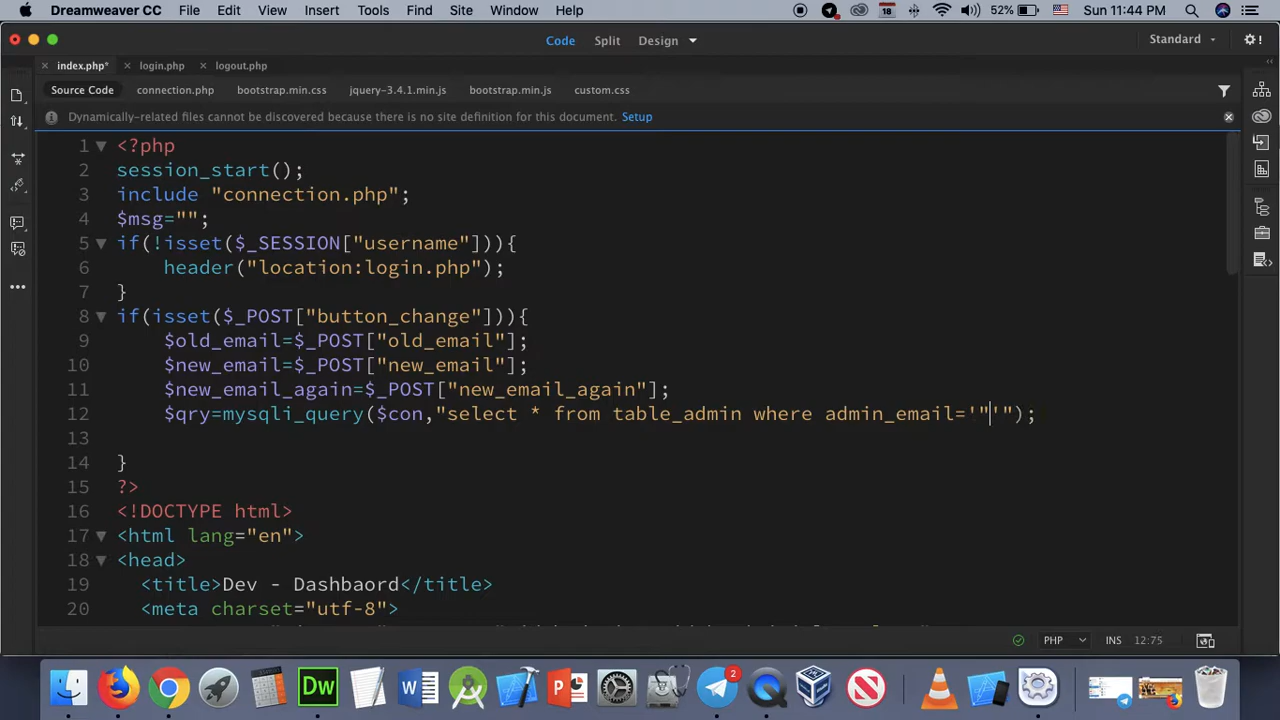 Dreamweaver CC File Edit View Insert Tools Find Site Window Help 18 52% Sun 11:44 PM
Code Split Design Standard
index.php* login.php logout.php
Source Code connection.php bootstrap.min.css jquery-3.4.1.min.js bootstrap.min.js custom.css
Dynamically-related files cannot be discovered because there is no site definition for this document. Setup
1 <?php
2 session_start();
3 include "connection.php";
4 $msg="";
5 if(!isset($_SESSION["username"])){
6 header("location:login.php");
7 }
8 if(isset($_POST["button_change"])){
9 $old_email=$_POST["old_email"];
10 $new_email=$_POST["new_email"];
11 $new_email_again=$_POST["new_email_again"];
12 $qry=mysqli_query($con,"select * from table_admin where admin_email='"'");
13
14 }
15 ?>
16 <!DOCTYPE html>
17 <html lang="en">
18 <head>
19 <title>Dev - Dashbaord</title>
20 <meta charset="utf-8">
PHP INS 12:75
Dw W P 2